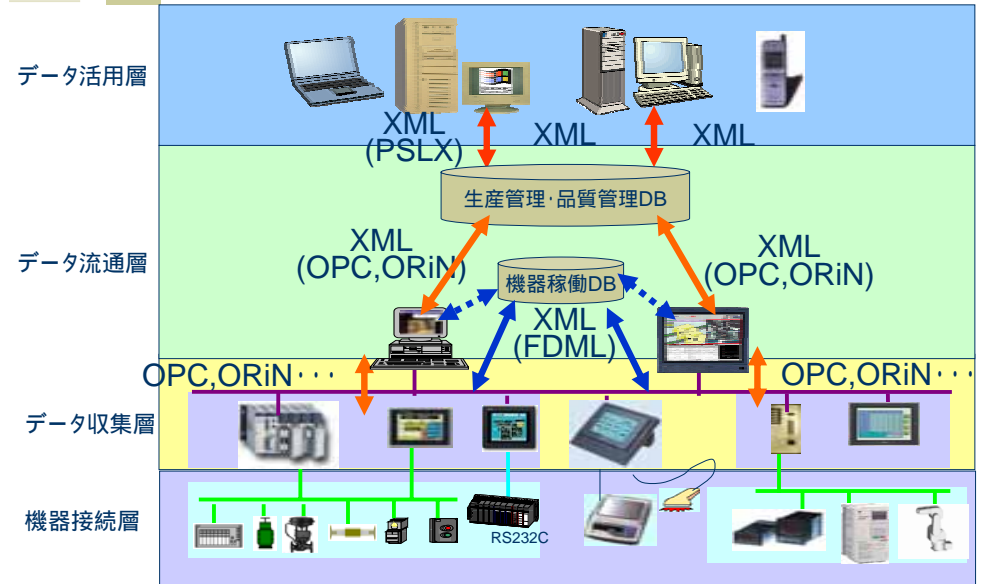 データ活用層
XML
(PSLX)
XML
XML
生産管理・品質管理DB
データ流通層
XML
(OPC,ORiN)
XML
(OPC,ORiN)
機器稼働DB
XML
(FDML)
OPC,ORiN・・・
OPC,ORiN・・・
データ収集層
機器接続層
RS232C